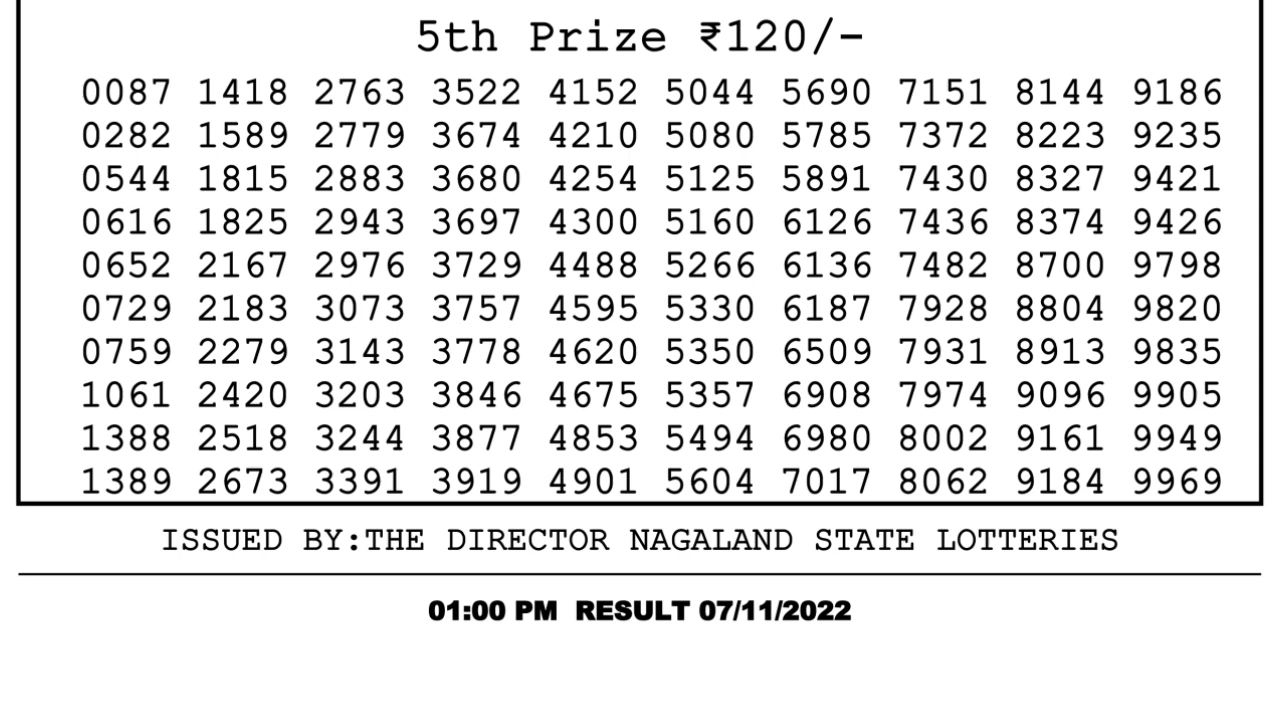 5th Prize ₹120/-
0087 1418 2763 3522 4152 5044 5690 7151 8144 9186
0282 1589 2779 3674 4210 5080 5785 7372 8223 9235
0544 1815 2883 3680 4254 5125 5891 7430 8327 9421
0616 1825 2943 3697 4300 5160 6126 7436 8374 9426
0652 2167 2976 3729 4488 5266 6136 7482 8700 9798
0729 2183 3073 3757 4595 5330 6187 7928 8804 9820
0759 2279 3143 3778 4620 5350 6509 7931 8913 9835
1061 2420 3203 3846 4675 5357 6908 7974 9096 9905
1388 2518 3244 3877 4853 5494 6980 8002 9161 9949
1389 2673 3391 3919 4901 5604 7017 8062 9184 9969
ISSUED BY:THE DIRECTOR NAGALAND STATE LOTTERIES
01:00 PM RESULT 07/11/2022